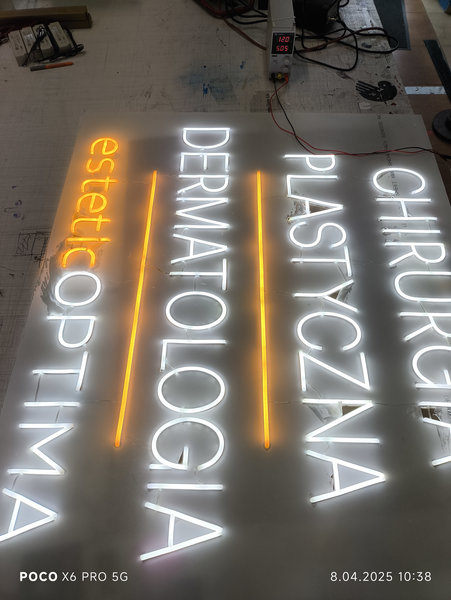 CHIRURGIA
PLASTYCZNA
DERMATOLOGIA
esteticOPTIMA
POCO X6 PRO 5G
8.04.2025 10:38